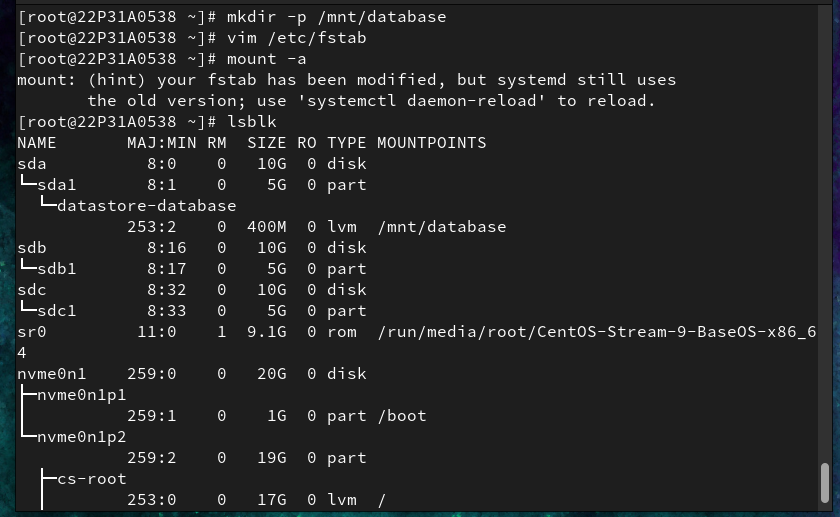 [root@22P31A0538 ~]# mkdir -p /mnt/database
[root@22P31A0538 ~]# vim /etc/fstab
[root@22P31A0538 ~]# mount -a
mount: (hint) your fstab has been modified, but systemd still uses
       the old version; use 'systemctl daemon-reload' to reload.
[root@22P31A0538 ~]# lsblk
NAME       MAJ:MIN RM  SIZE RO TYPE MOUNTPOINTS
sda          8:0    0   10G  0 disk
└─sda1       8:1    0    5G  0 part
  └─datastore-database
           253:2    0  400M  0 lvm  /mnt/database
sdb          8:16   0   10G  0 disk
└─sdb1       8:17   0    5G  0 part
sdc          8:32   0   10G  0 disk
└─sdc1       8:33   0    5G  0 part
sr0         11:0    1  9.1G  0 rom  /run/media/root/CentOS-Stream-9-BaseOS-x86_6
4
nvme0n1    259:0    0   20G  0 disk
├─nvme0n1p1
│          259:1    0    1G  0 part /boot
└─nvme0n1p2
           259:2    0   19G  0 part
  ├─cs-root
  │        253:0    0   17G  0 lvm  /